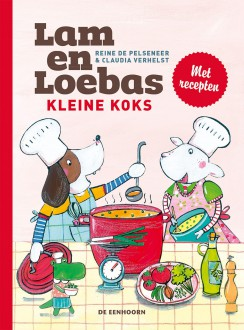 Lam
en
REINE DE PELSENEER
& CLAUDIA VERHELST
Loebas
Met
recepten
KLEINE KOKS
DE EENHOORN